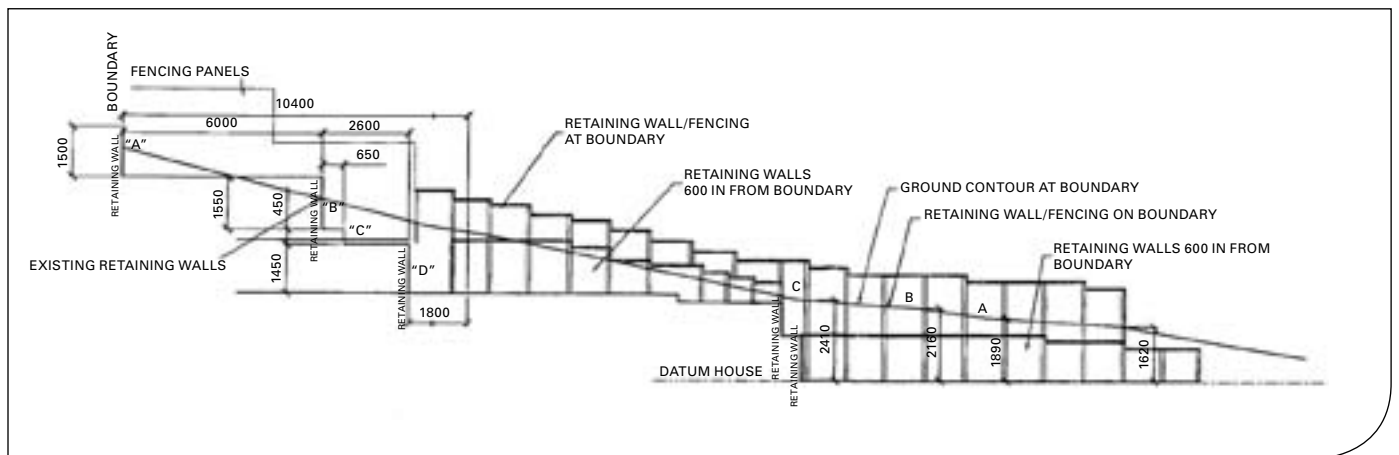 BOUNDARY
FENCING PANELS
10400
6000
2600
650
1500
RETAINING WALL
"A"
1550
450
RETAINING WALL
"B"
"C"
EXISTING RETAINING WALLS
1450
RETAINING WALL
"D"
1800
RETAINING WALL/FENCING
AT BOUNDARY
RETAINING WALLS
600 IN FROM BOUNDARY
GROUND CONTOUR AT BOUNDARY
RETAINING WALL/FENCING ON BOUNDARY
RETAINING WALLS 600 IN FROM
BOUNDARY
C
B
A
RETAINING WALL
RETAINING WALL
2410
2160
1890
1620
DATUM HOUSE